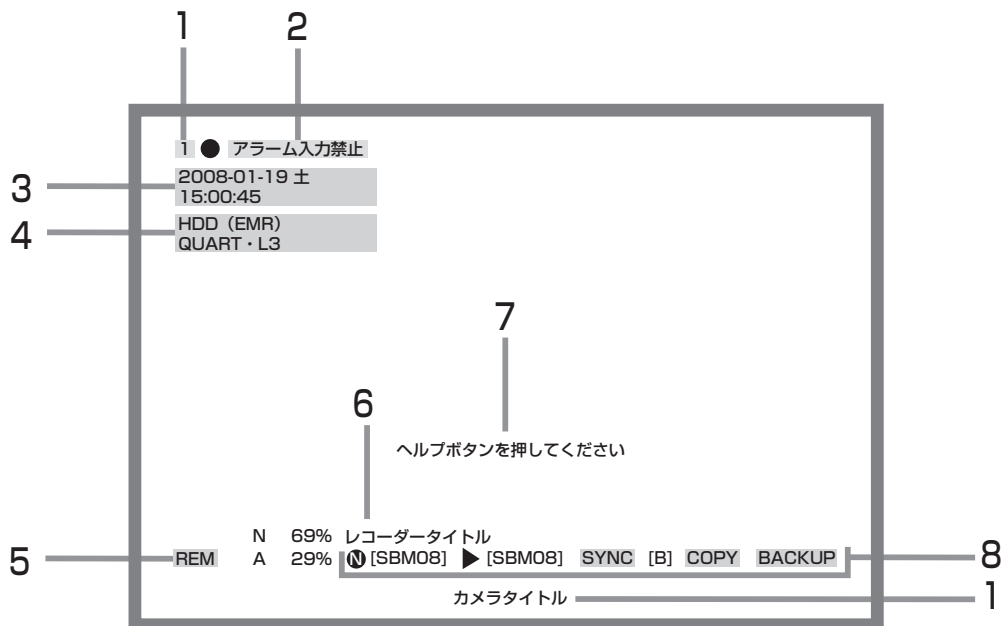 1 2
1 ● アラーム入力禁止
3 2008-01-19 土
15:00:45
4 HDD（EMR）
QUART・L3
7
6
ヘルプボタンを押してください
N 69% レコーダータイトル
5 REM A 29% N [SBM08] ▶ [SBM08] SYNC [B] COPY BACKUP 8
カメラタイトル 1